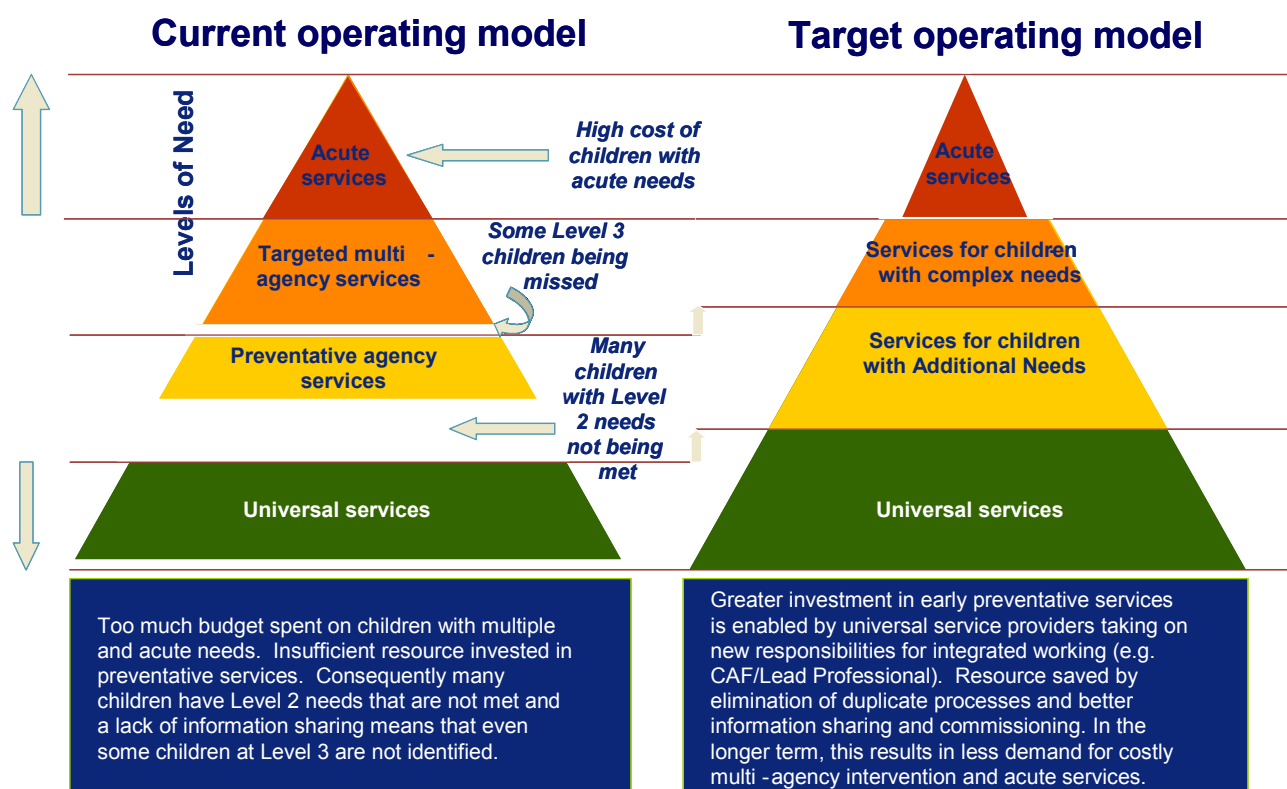 Current operating model
Levels of Need
Acute
services
High cost of
children with
acute needs
Targeted multi -
agency services
Some Level 3
children being
missed
Preventative agency
services
Many
children
with Level
2 needs
not being
met
Universal services
Too much budget spent on children with multiple
and acute needs. Insufficient resource invested in
preventative services. Consequently many
children have Level 2 needs that are not met and
a lack of information sharing means that even
some children at Level 3 are not identified.
Target operating model
Acute
services
Services for children
with complex needs
Services for children
with Additional Needs
Universal services
Greater investment in early preventative services
is enabled by universal service providers taking on
new responsibilities for integrated working (e.g.
CAF/Lead Professional). Resource saved by
elimination of duplicate processes and better
information sharing and commissioning. In the
longer term, this results in less demand for costly
multi -agency intervention and acute services.